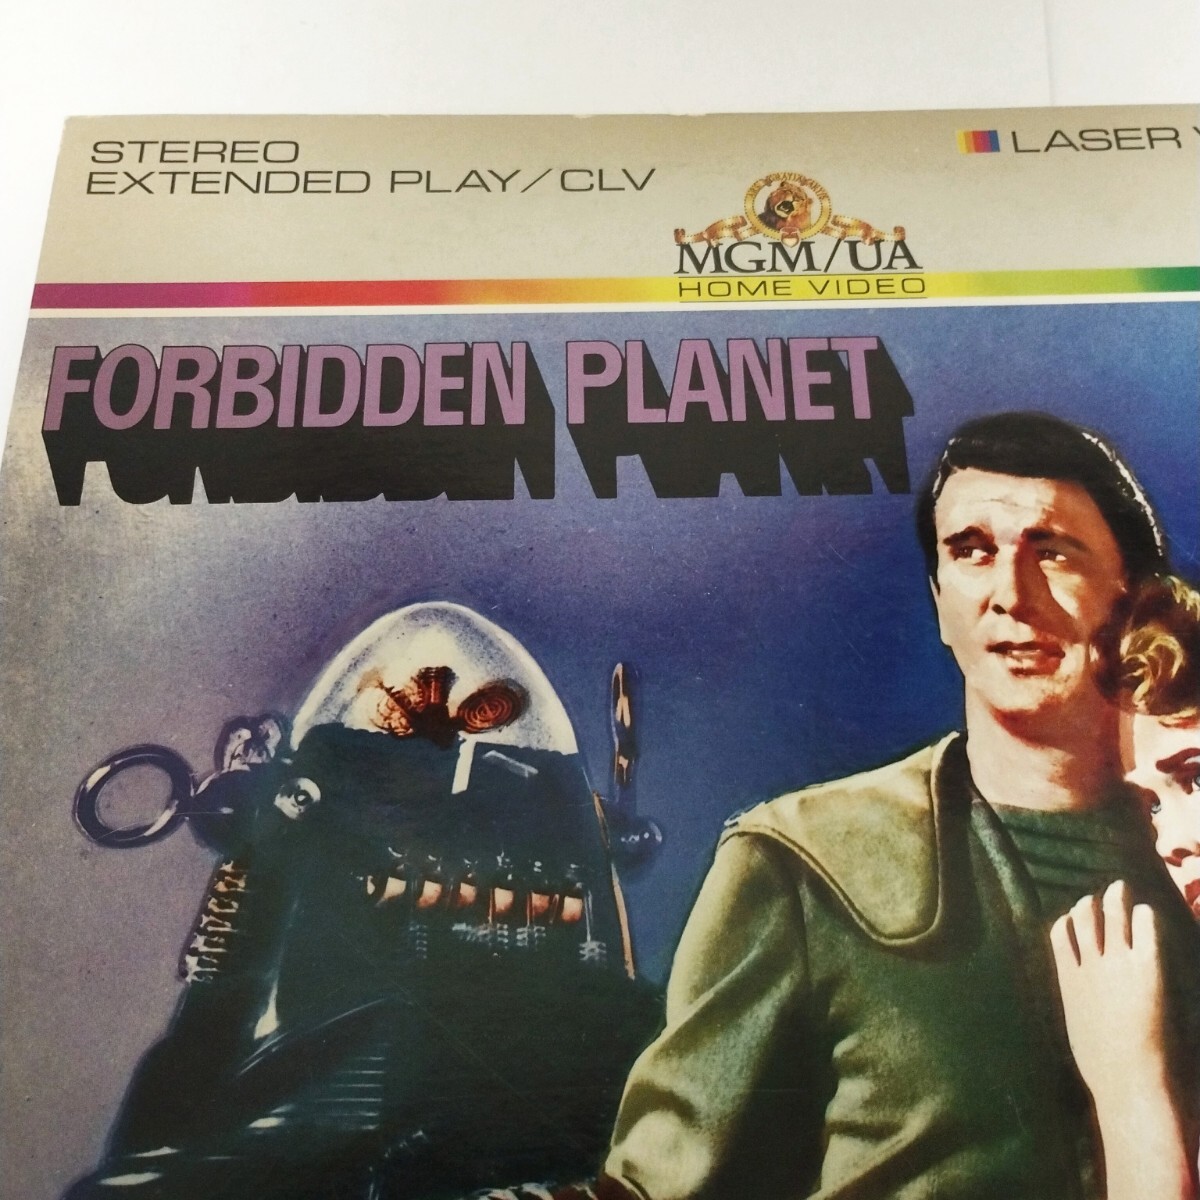 STEREO
EXTENDED PLAY/CLV
LASER
MGM/UA
HOME VIDEO
FORBIDDEN PLANET